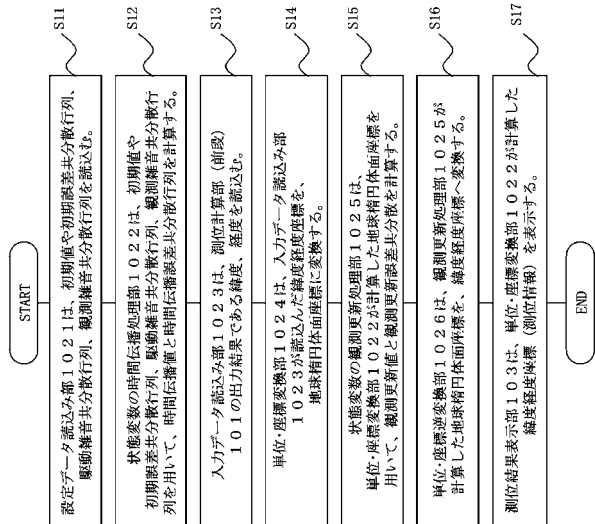 START
S11
設定データ読込み部1021は、初期値や初期誤差共分散行列、
駆動雑音共分散行列、観測雑音共分散行列を読込む。
S12
状態変数の時間伝播処理部1022は、初期値や
初期誤差共分散行列、駆動雑音共分散行列、観測雑音共分散行
列を用いて、時間伝播値と時間伝播誤差共分散行列を計算する。
S13
入力データ読込み部1023は、測位計算部(前段)
101の出力結果である緯度、経度を読込む。
S14
単位・座標変換部1024は、入力データ読込み部
1023が読込んだ緯度経度座標を、
地球楕円体面座標に変換する。
S15
状態変数の観測更新処理部1025は、
単位・座標変換部1022が計算した地球楕円体面座標を
用いて、観測更新値と観測更新誤差共分散を計算する。
S16
単位・座標逆変換部1026は、観測更新処理部1025が
計算した地球楕円体面座標を、緯度経度座標へ変換する。
S17
測位結果表示部103は、単位・座標変換部1022が計算した
緯度経度座標(測位情報)を表示する。
END